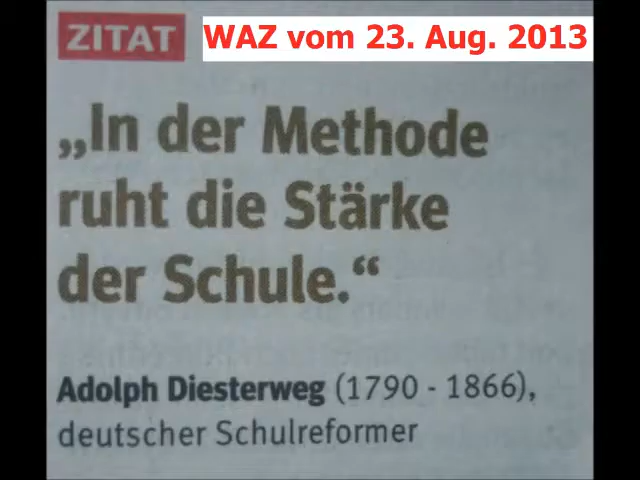 ZITAT WAZ vom 23. Aug. 2013
„In der Methode
ruht die Stärke
der Schule.“
Adolph Diesterweg (1790 - 1866),
deutscher Schulreformer